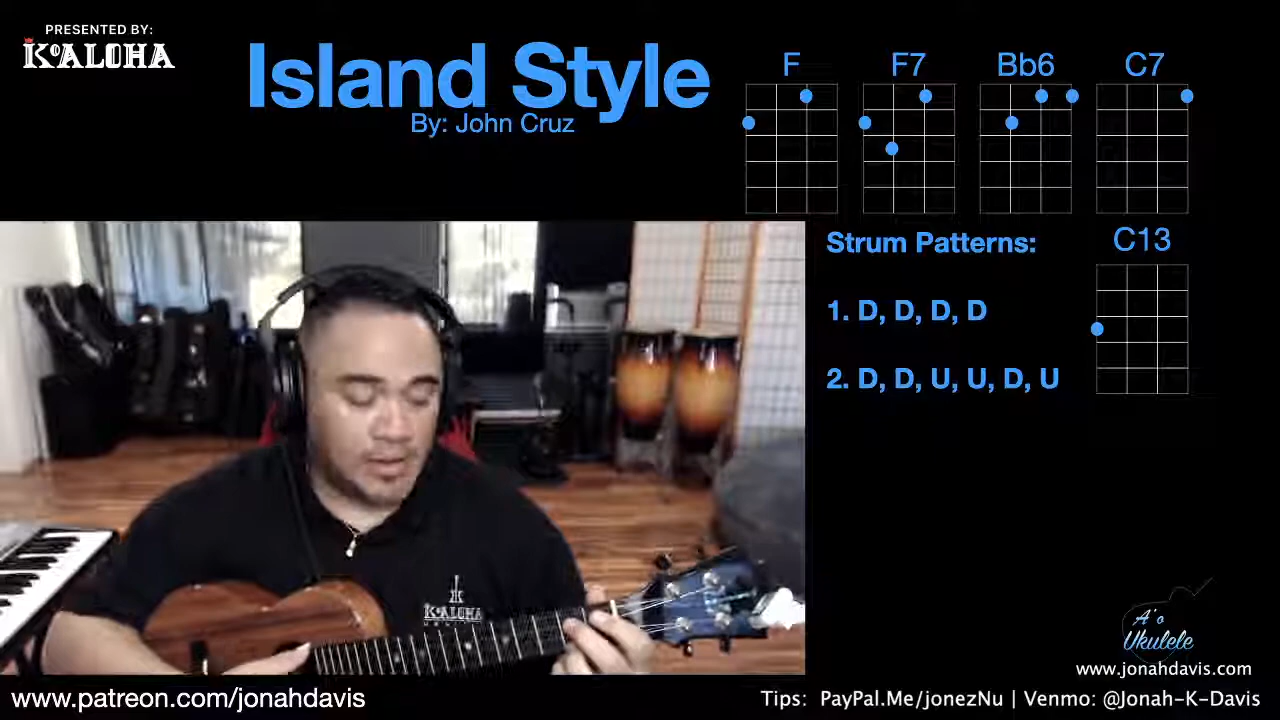 PRESENTED BY:
KoALOHA
Island Style
By: John Cruz
F F7 Bb6 C7
Strum Patterns:
C13
1. D, D, D, D
2. D, D, U, U, D, U
KoALOHA
A'o
Ukulele
www.jonahdavis.com
www.patreon.com/jonahdavis
Tips: PayPal.Me/jonezNu | Venmo: @Jonah-K-Davis